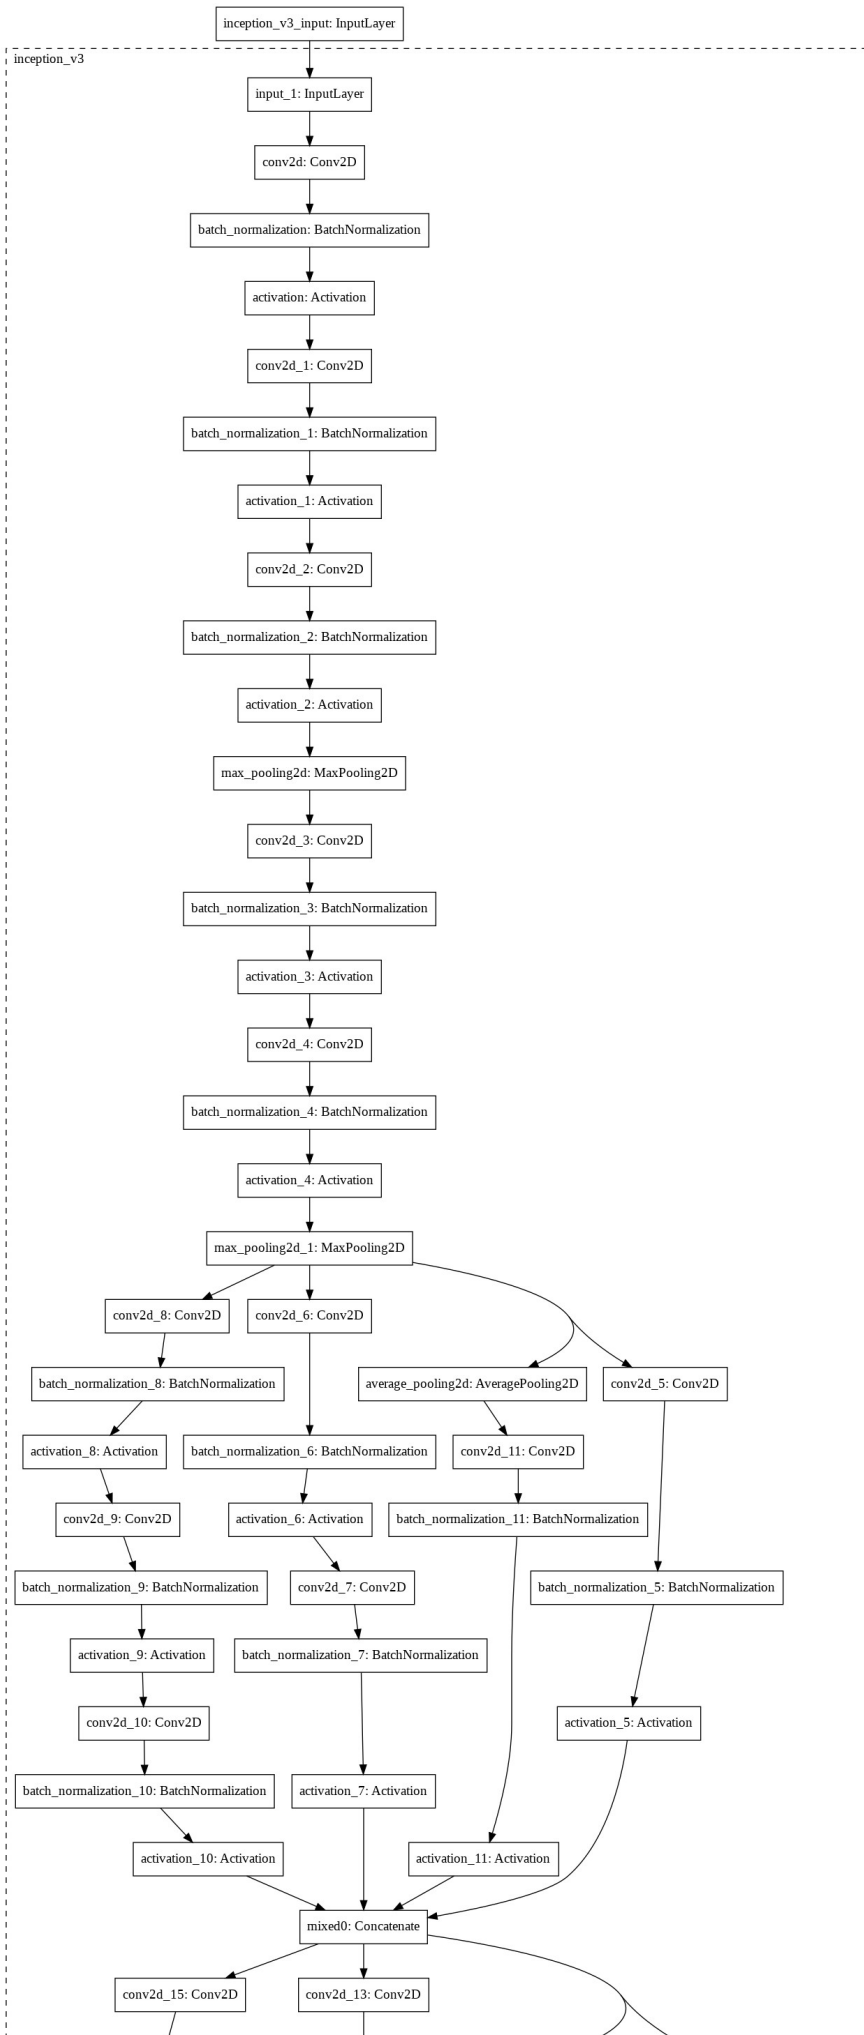 inception_v3_input: InputLayer
inception_v3
input_1: InputLayer
conv2d: Conv2D
batch_normalization: BatchNormalization
activation: Activation
conv2d_1: Conv2D
batch_normalization_1: BatchNormalization
activation_1: Activation
conv2d_2: Conv2D
batch_normalization_2: BatchNormalization
activation_2: Activation
max_pooling2d: MaxPooling2D
conv2d_3: Conv2D
batch_normalization_3: BatchNormalization
activation_3: Activation
conv2d_4: Conv2D
batch_normalization_4: BatchNormalization
activation_4: Activation
max_pooling2d_1: MaxPooling2D
conv2d_8: Conv2D
conv2d_6: Conv2D
batch_normalization_8: BatchNormalization
average_pooling2d: AveragePooling2D
conv2d_5: Conv2D
activation_8: Activation
batch_normalization_6: BatchNormalization
conv2d_11: Conv2D
conv2d_9: Conv2D
activation_6: Activation
batch_normalization_11: BatchNormalization
batch_normalization_9: BatchNormalization
conv2d_7: Conv2D
batch_normalization_5: BatchNormalization
activation_9: Activation
batch_normalization_7: BatchNormalization
conv2d_10: Conv2D
activation_5: Activation
batch_normalization_10: BatchNormalization
activation_7: Activation
activation_10: Activation
activation_11: Activation
mixed0: Concatenate
conv2d_15: Conv2D
conv2d_13: Conv2D